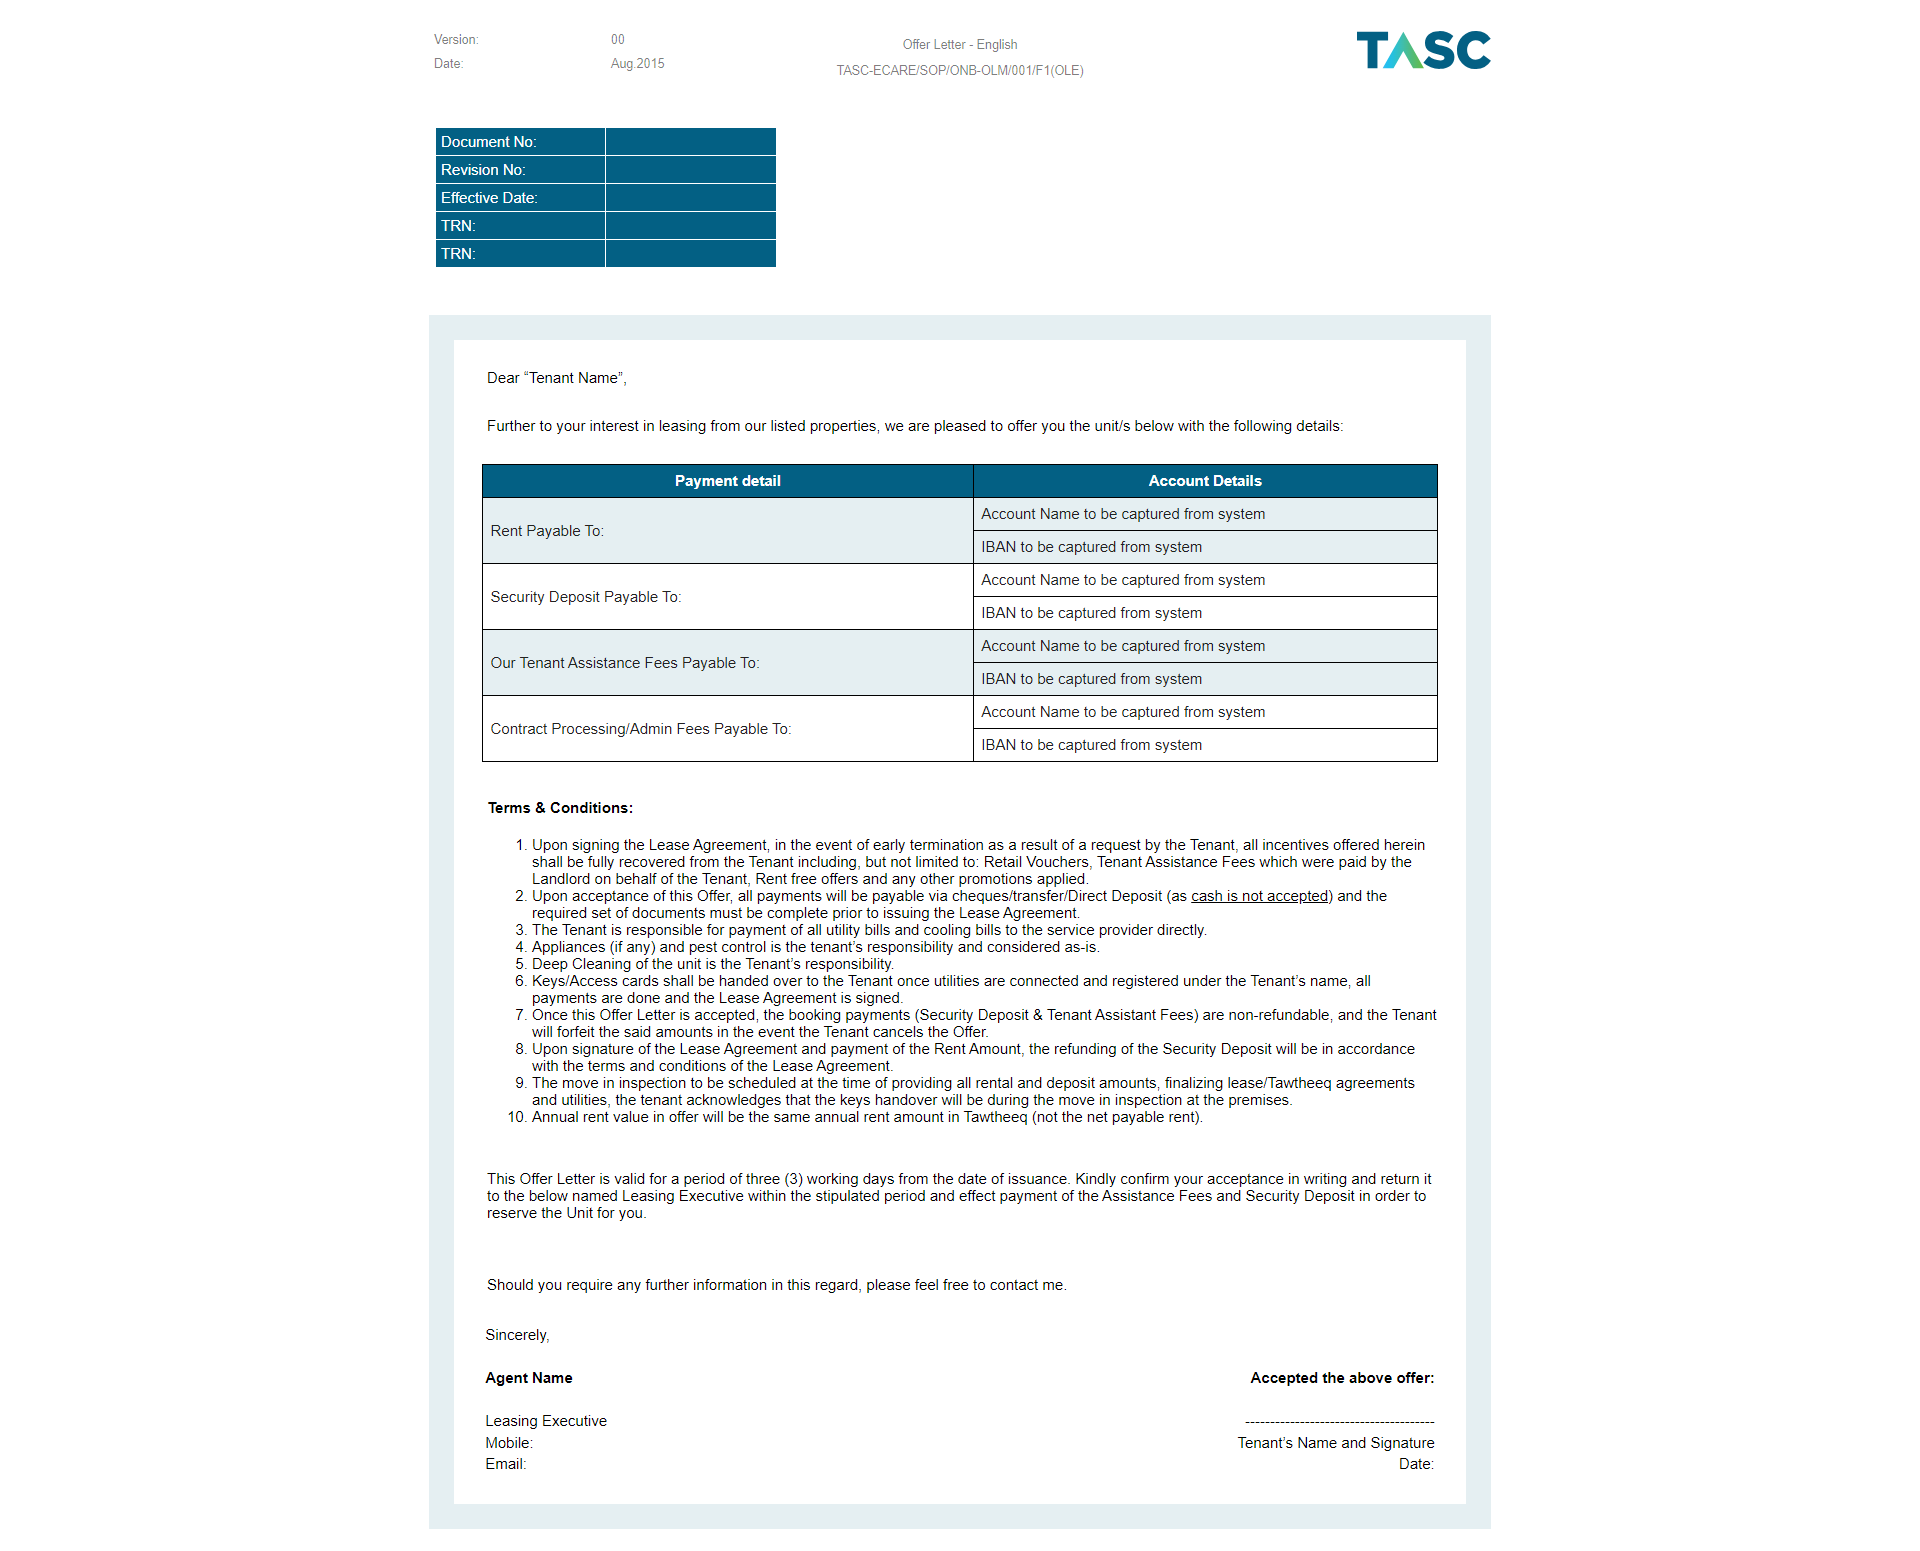 Version: 00
Date: Aug.2015
Offer Letter - English
TASC-ECARE/SOP/ONB-OLM/001/F1(OLE)
TASC
Document No:
Revision No:
Effective Date:
TRN:
TRN:
Dear “Tenant Name”,
Further to your interest in leasing from our listed properties, we are pleased to offer you the unit/s below with the following details:
Payment detail Account Details
Rent Payable To:
Account Name to be captured from system
IBAN to be captured from system
Security Deposit Payable To:
Account Name to be captured from system
IBAN to be captured from system
Our Tenant Assistance Fees Payable To:
Account Name to be captured from system
IBAN to be captured from system
Contract Processing/Admin Fees Payable To:
Account Name to be captured from system
IBAN to be captured from system
Terms & Conditions:
1. Upon signing the Lease Agreement, in the event of early termination as a result of a request by the Tenant, all incentives offered herein
shall be fully recovered from the Tenant including, but not limited to: Retail Vouchers, Tenant Assistance Fees which were paid by the
Landlord on behalf of the Tenant, Rent free offers and any other promotions applied.
2. Upon acceptance of this Offer, all payments will be payable via cheques/transfer/Direct Deposit (as cash is not accepted) and the
required set of documents must be complete prior to issuing the Lease Agreement.
3. The Tenant is responsible for payment of all utility bills and cooling bills to the service provider directly.
4. Appliances (if any) and pest control is the tenant’s responsibility and considered as-is.
5. Deep Cleaning of the unit is the Tenant’s responsibility.
6. Keys/Access cards shall be handed over to the Tenant once utilities are connected and registered under the Tenant’s name, all
payments are done and the Lease Agreement is signed.
7. Once this Offer Letter is accepted, the booking payments (Security Deposit & Tenant Assistant Fees) are non-refundable, and the Tenant
will forfeit the said amounts in the event the Tenant cancels the Offer.
8. Upon signature of the Lease Agreement and payment of the Rent Amount, the refunding of the Security Deposit will be in accordance
with the terms and conditions of the Lease Agreement.
9. The move in inspection to be scheduled at the time of providing all rental and deposit amounts, finalizing lease/Tawtheeq agreements
and utilities, the tenant acknowledges that the keys handover will be during the move in inspection at the premises.
10. Annual rent value in offer will be the same annual rent amount in Tawtheeq (not the net payable rent).
This Offer Letter is valid for a period of three (3) working days from the date of issuance. Kindly confirm your acceptance in writing and return it
to the below named Leasing Executive within the stipulated period and effect payment of the Assistance Fees and Security Deposit in order to
reserve the Unit for you.
Should you require any further information in this regard, please feel free to contact me.
Sincerely,
Agent Name Accepted the above offer:
Leasing Executive --------------------------------------
Mobile: Tenant’s Name and Signature
Email: Date: